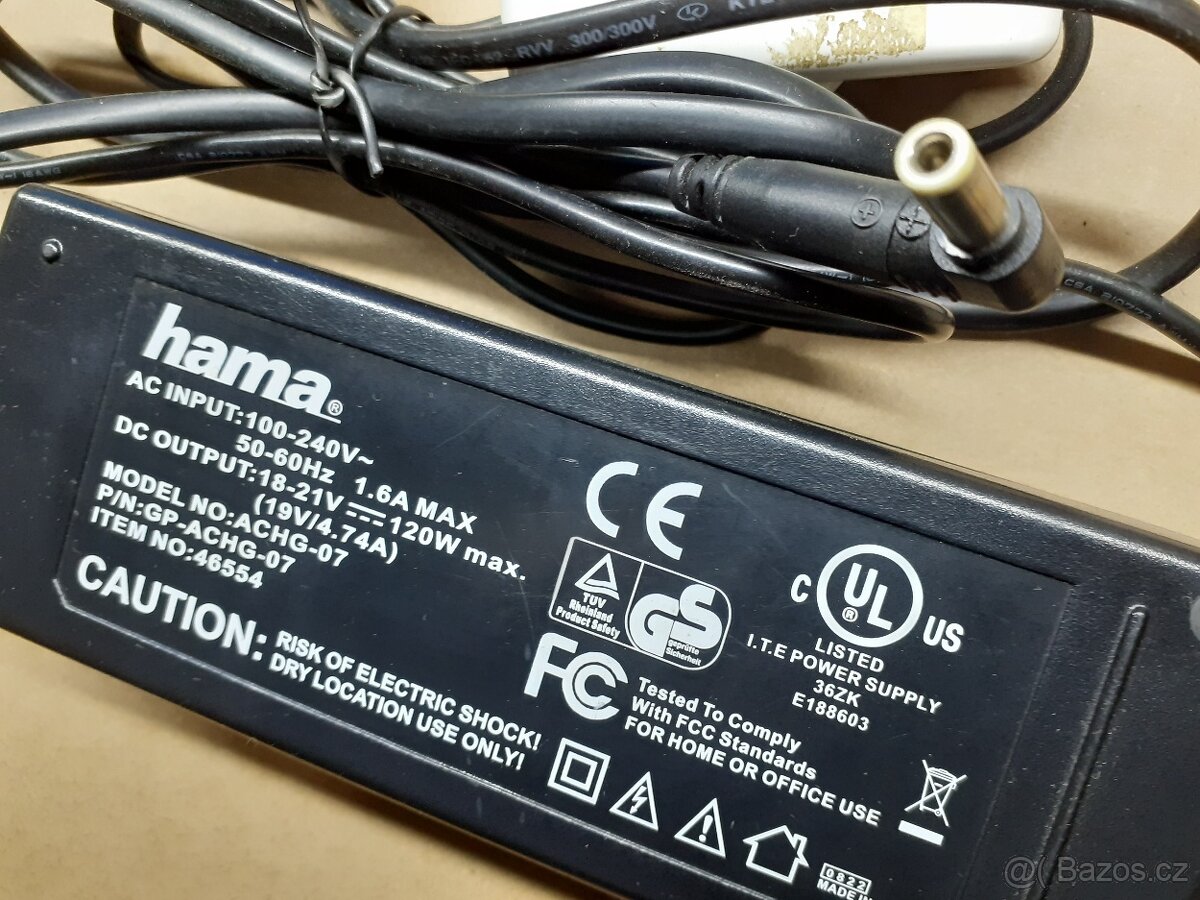 RVV 300/300V
hama®
AC INPUT:100-240V~
50-60Hz 1.6A MAX
DC OUTPUT:18-21V⎓120W max.
(19V/4.74A)
MODEL NO:ACHG-07
P/N:GP-ACHG-07
ITEM NO:46554
CAUTION:
RISK OF ELECTRIC SHOCK!
DRY LOCATION USE ONLY!
CE
TÜV
Rheinland
Product Safety
GS
geprüfte
Sicherheit
FC
Tested To Comply
With FCC Standards
FOR HOME OR OFFICE USE
C UL® US
LISTED
I.T.E POWER SUPPLY
36ZK
E188603
0822
MADE IN
CSA
@( Bazos.cz